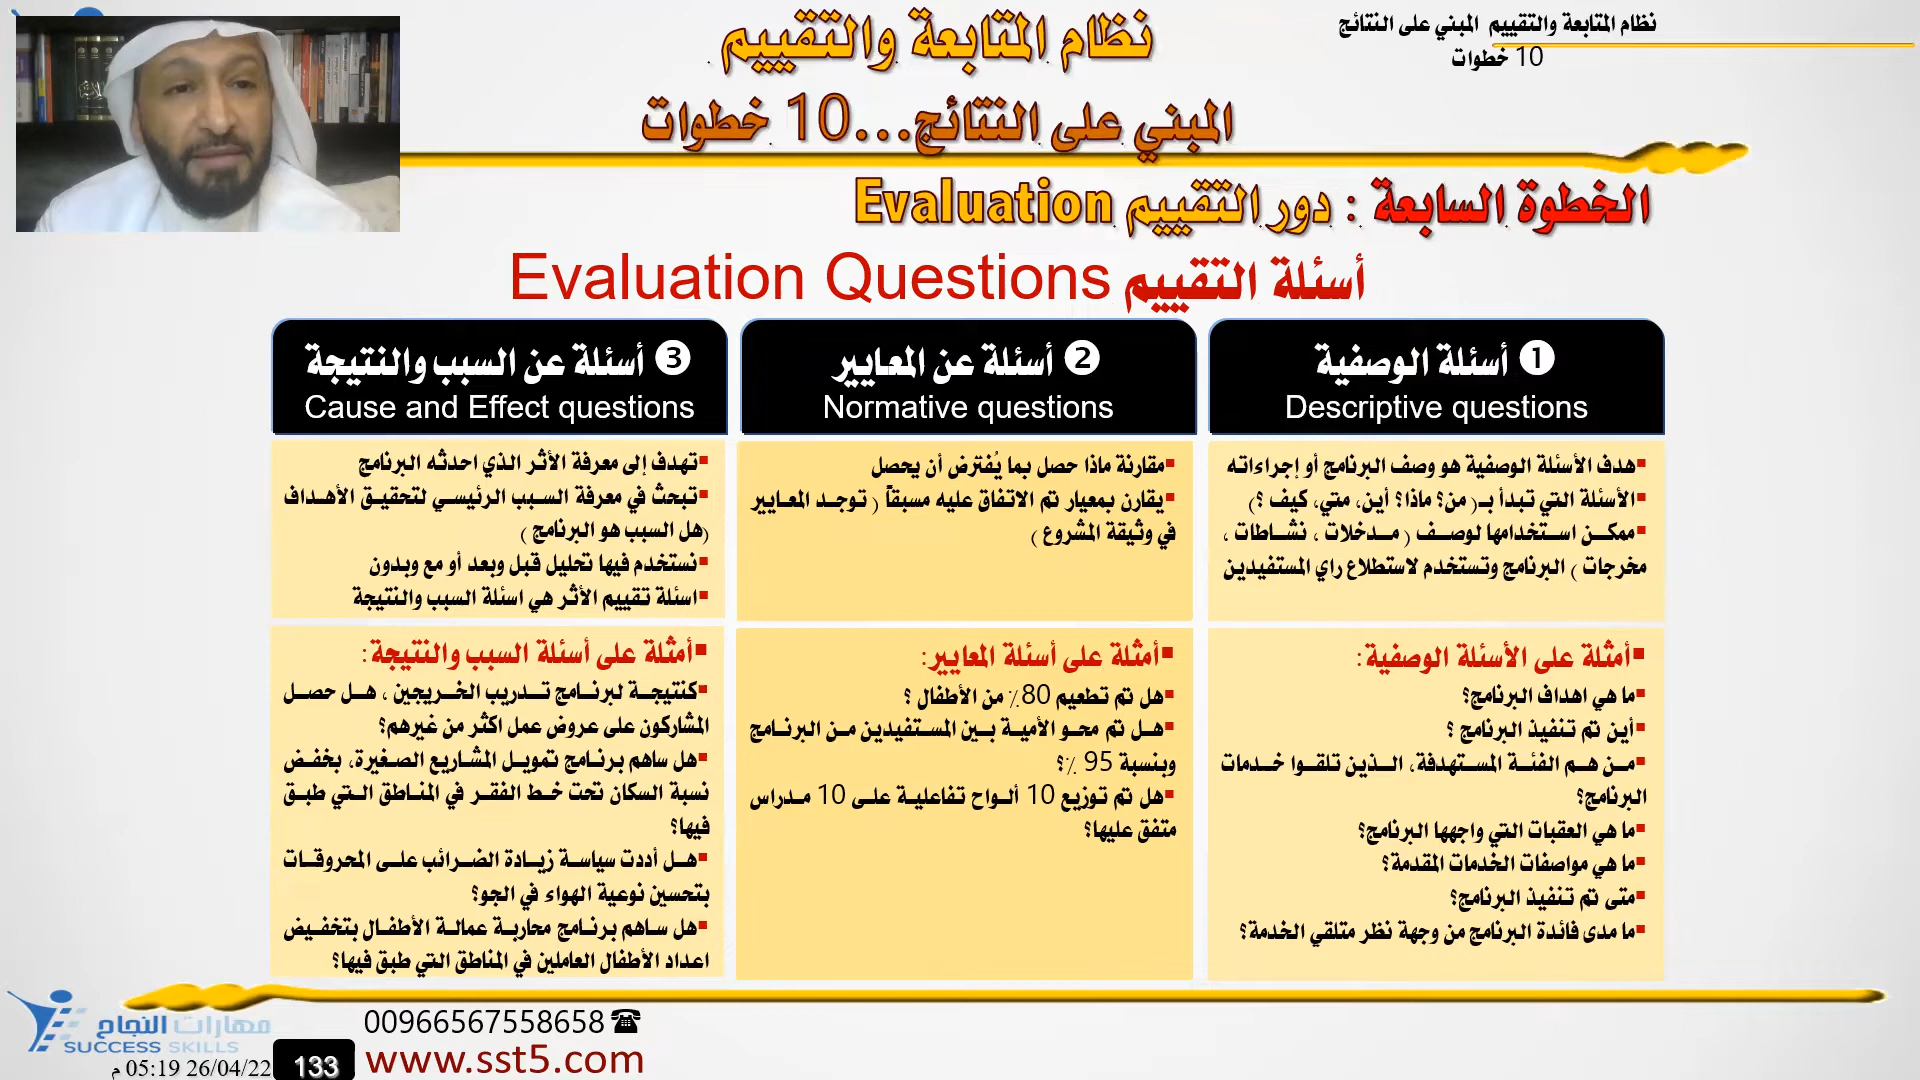 نظام المتابعة والتقييم المبني على النتائج
10 خطوات
نظام المتابعة والتقييم
المبني على النتائج...10 خطوات
الخطوة السابعة : دور التقييم Evaluation
أسئلة التقييم Evaluation Questions
❶ أسئلة الوصفية
Descriptive questions
▪هدف الأسئلة الوصفية هو وصف البرنامج أو إجراءاته
▪الأسئلة التي تبدأ بـ( من؟ ماذا؟ أين، متى، كيف ؟)
▪ممكن استخدامها لوصف ( مدخلات ، نشاطات ،
مخرجات ) البرنامج وتستخدم لاستطلاع راي المستفيدين
▪أمثلة على الأسئلة الوصفية:
▪ما هي اهداف البرنامج؟
▪أين تم تنفيذ البرنامج ؟
▪من هم الفئة المستهدفة، الذين تلقوا خدمات
البرنامج؟
▪ما هي العقبات التي واجهها البرنامج؟
▪ما هي مواصفات الخدمات المقدمة؟
▪متى تم تنفيذ البرنامج؟
▪ما مدى فائدة البرنامج من وجهة نظر متلقي الخدمة؟
❷ أسئلة عن المعايير
Normative questions
▪مقارنة ماذا حصل بما يُفترض أن يحصل
▪يقارن بمعيار تم الاتفاق عليه مسبقاً ( توجد المعايير
في وثيقة المشروع )
▪أمثلة على أسئلة المعايير:
▪هل تم تطعيم 80٪ من الأطفال ؟
▪هل تم محو الأمية بين المستفيدين من البرنامج
وبنسبة 95 ٪؟
▪هل تم توزيع 10 ألواح تفاعلية على 10 مدراس
متفق عليها؟
❸ أسئلة عن السبب والنتيجة
Cause and Effect questions
▪تهدف إلى معرفة الأثر الذي احدثه البرنامج
▪تبحث في معرفة السبب الرئيسي لتحقيق الأهداف
(هل السبب هو البرنامج )
▪نستخدم فيها تحليل قبل وبعد أو مع وبدون
▪اسئلة تقييم الأثر هي اسئلة السبب والنتيجة
▪أمثلة على أسئلة السبب والنتيجة:
▪كنتيجة لبرنامج تدريب الخريجين ، هل حصل
المشاركون على عروض عمل اكثر من غيرهم؟
▪هل ساهم برنامج تمويل المشاريع الصغيرة، بخفض
نسبة السكان تحت خط الفقر في المناطق التي طبق
فيها؟
▪هل أددت سياسة زيادة الضرائب على المحروقات
بتحسين نوعية الهواء في الجو؟
▪هل ساهم برنامج محاربة عمالة الأطفال بتخفيض
اعداد الأطفال العاملين في المناطق التي طبق فيها؟
مهارات النجاح
SUCCESS SKILLS
26/04/22 05:19 م
133
00966567558658 ☎
www.sst5.com